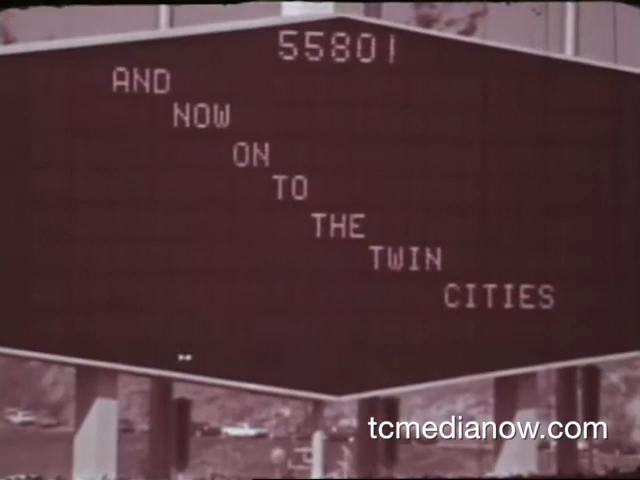 55801
AND
NOW
ON
TO
THE
TWIN
CITIES
tcmedianow.com